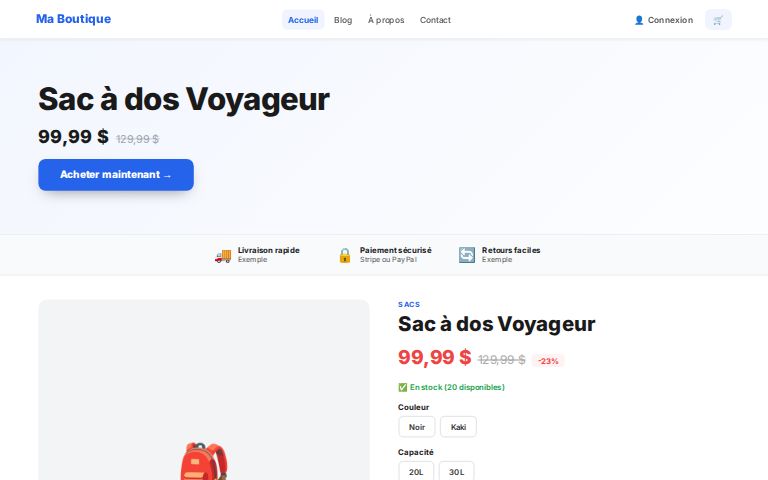 Ma Boutique
Accueil Blog À propos Contact
Connexion
Sac à dos Voyageur
99,99 $ 129,99 $
Acheter maintenant →
Livraison rapide
Exemple
Paiement sécurisé
Stripe ou PayPal
Retours faciles
Exemple
SACS
Sac à dos Voyageur
99,99 $ 129,99 $ -23%
En stock (20 disponibles)
Couleur
Noir Kaki
Capacité
20L 30L